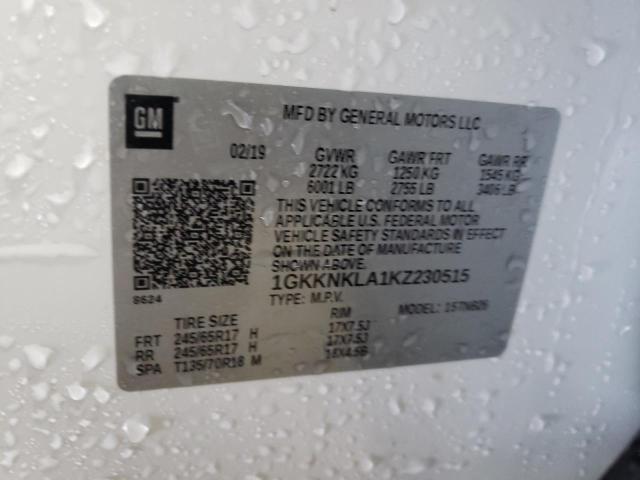 GM
MFD BY GENERAL MOTORS LLC
02/19 GVWR GAWR FRT GAWR RR
2722 KG 1250 KG 1545 KG
6001 LB 2755 LB 3406 LB
THIS VEHICLE CONFORMS TO ALL
APPLICABLE U.S. FEDERAL MOTOR
VEHICLE SAFETY STANDARDS IN EFFECT
ON THE DATE OF MANUFACTURE
SHOWN ABOVE.
1GKKNKLA1KZ230515
8624 TYPE: M.P.V. MODEL: 1STNB26
TIRE SIZE RIM
FRT 245/65R17 H 17X7.5J
RR 245/65R17 H 17X7.5J
SPA T135/70R18 M 18X4.5B